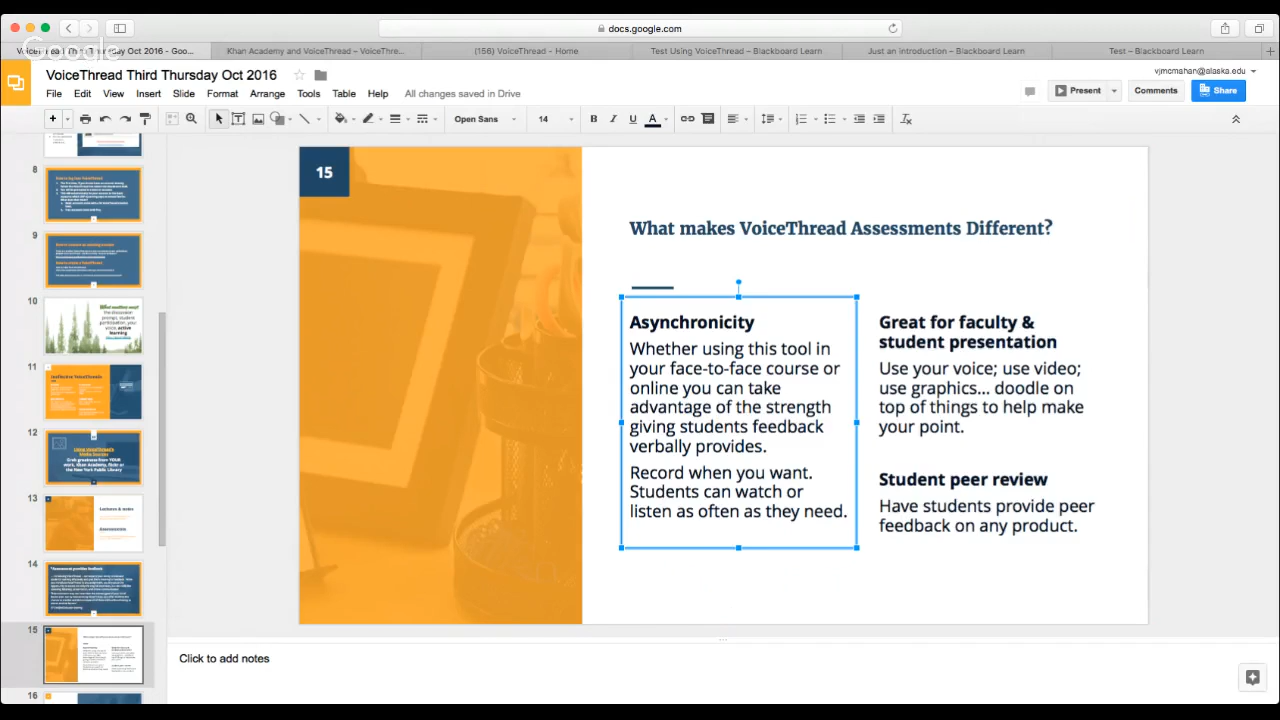 docs.google.com
Google
Khan Academy and VoiceThread – VoiceThre...
(156) VoiceThread - Home
Test Using VoiceThread – Blackboard Learn
Just an introduction – Blackboard Learn
Test – Blackboard Learn
VoiceThread Third Thursday Oct 2016
vjmcmahan@alaska.edu
File Edit View Insert Slide Format Arrange Tools Table Help All changes saved in Drive
Present
Comments
Share
Open Sans
14
B I U A
8
9
10
11
12
13
14
15
16
15
What makes VoiceThread Assessments Different?
Asynchronicity
Whether using this tool in
your face-to-face course or
online you can take
advantage of the strength
giving students feedback
verbally provides.
Record when you want.
Students can watch or
listen as often as they need.
Great for faculty &
student presentation
Use your voice; use video;
use graphics... doodle on
top of things to help make
your point.
Student peer review
Have students provide peer
feedback on any product.
Click to add notes